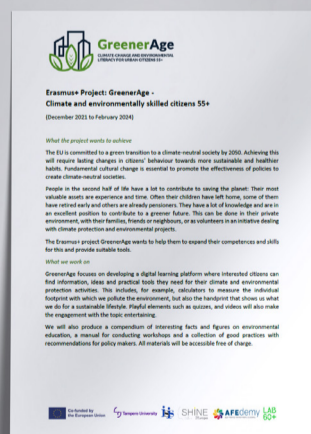 GreenerAge
CLIMATE-CHANGE AND ENVIRONMENTAL
LITERACY FOR URBAN CITIZENS 55+
Erasmus+ Project: GreenerAge -
Climate and environmentally skilled citizens 55+
(December 2021 to February 2024)
What the project wants to achieve
The EU is committed to a green transition to a climate-neutral society by 2050. Achieving this
will require lasting changes in citizens' behaviour towards more sustainable and healthier
habits. Fundamental cultural change is essential to promote the effectiveness of policies to
create climate-neutral societies.
People in the second half of life have a lot to contribute to saving the planet: Their most
valuable assets are experience and time. Often their children have left home, some of them
have retired early and others are already pensioners. They have a lot of knowledge and are in
an excellent position to contribute to a greener future. This can be done in their private
environment, with their families, friends or neighbours, or as volunteers in an initiative dealing
with climate protection and environmental projects.
The Erasmus+ project GreenerAge wants to help them to expand their competences and skills
for this and provide suitable tools.
What we work on
GreenerAge focuses on developing a digital learning platform where interested citizens can
find information, ideas and practical tools they need for their climate and environmental
protection activities. This includes, for example, calculators to measure the individual
footprint with which we pollute the environment, but also the handprint that shows us what
we do for a sustainable lifestyle. Playful elements such as quizzes, and videos will also make
the engagement with the topic entertaining.
We will also produce a compendium of interesting facts and figures on environmental
education, a manual for conducting workshops and a collection of good practices with
recommendations for policy makers. All materials will be accessible free of charge.
Co-funded by
the European Union
Tampere University
SHINE
AFEdemy
LAB
60+